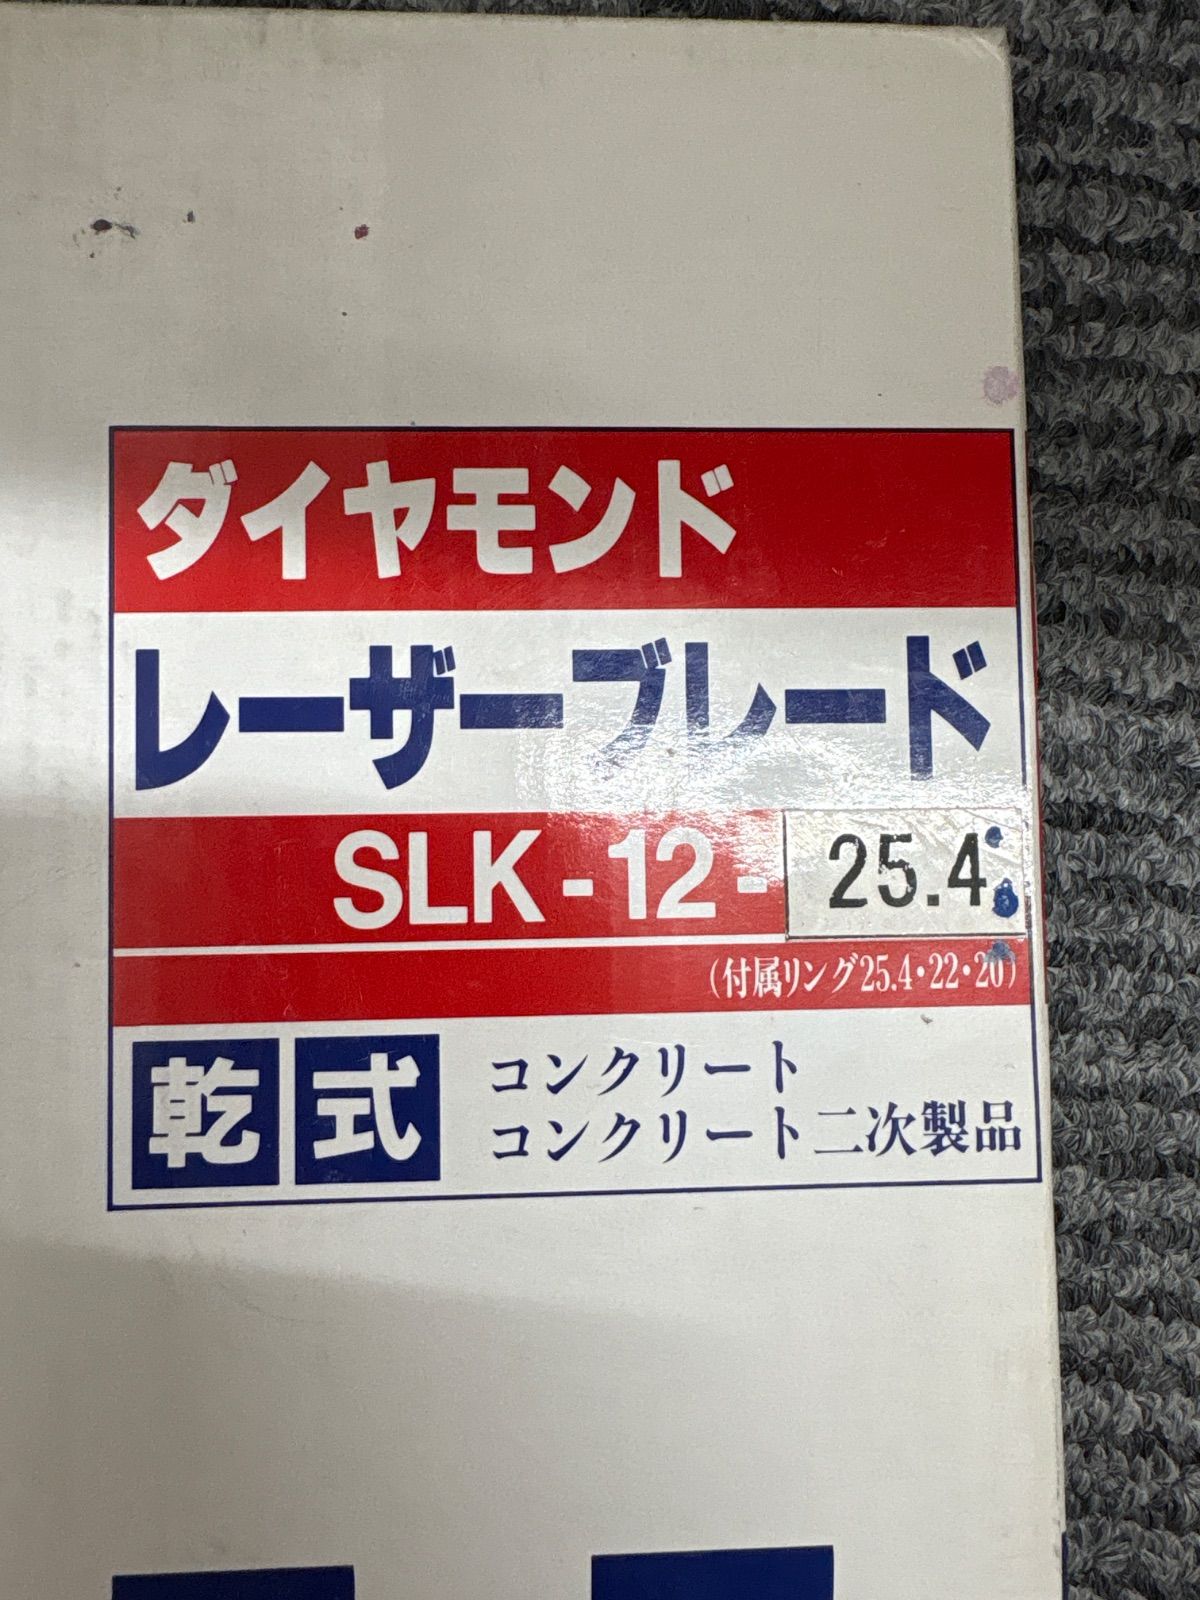 ダイヤモンド
レーザーブレード
SLK-12-25.4
(付属リング25.4・22・20)
乾式
コンクリート
コンクリート二次製品